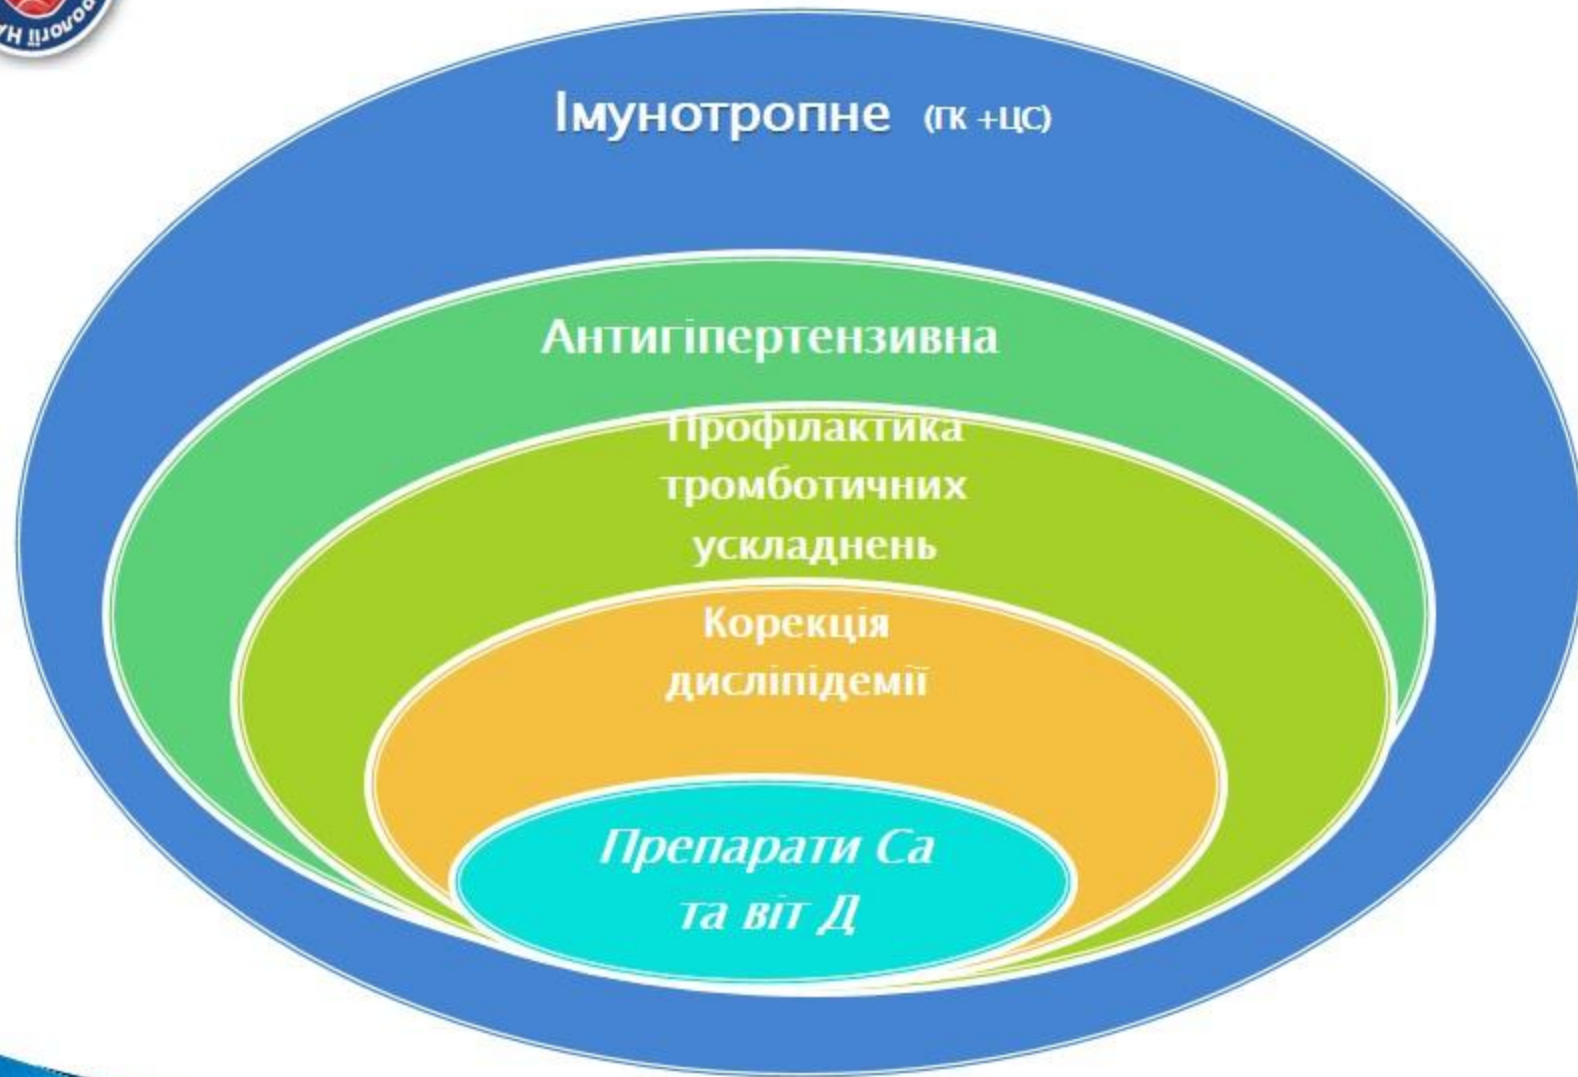 Імунотропне (ГК +ЦС)
Антигіпертензивна
Профілактика
тромботичних
ускладнень
Корекція
дисліпідемії
Препарати Са
та віт Д